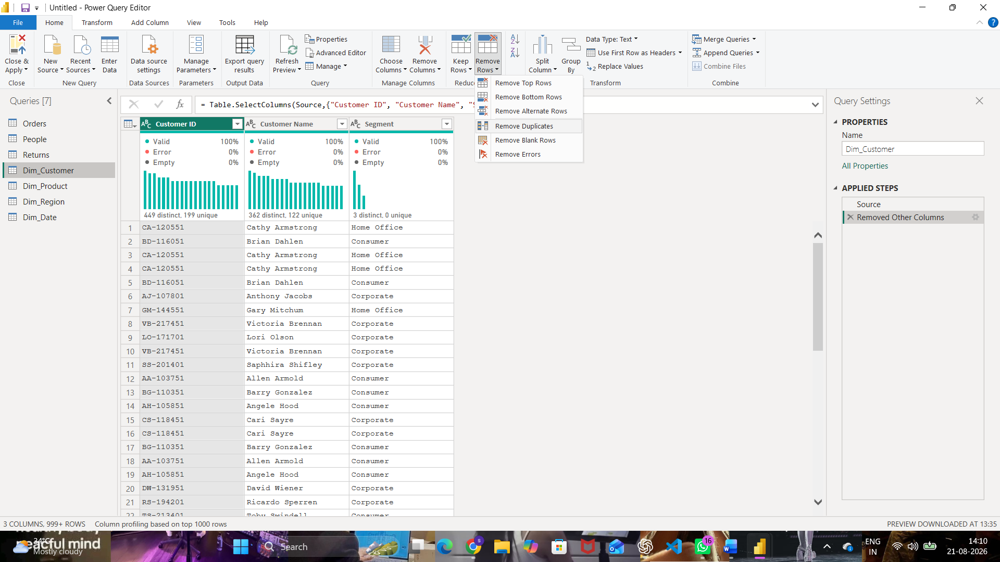 Untitled - Power Query Editor
File Home Transform Add Column View Tools Help
Close & Apply
New Source
Recent Sources
Enter Data
Data source settings
Manage Parameters
Export query results
Refresh Preview
Properties
Advanced Editor
Manage
Choose Columns
Remove Columns
Keep Rows
Remove Rows
Split Column
Group By
Data Type: Text
Use First Row as Headers
Replace Values
Merge Queries
Append Queries
Combine Files
Close New Query Data Sources Parameters Output Data Query Manage Columns Transform Combine
Remove Top Rows
Remove Bottom Rows
Remove Alternate Rows
Remove Duplicates
Remove Blank Rows
Remove Errors
Queries [7]
Orders
People
Returns
Dim_Customer
Dim_Product
Dim_Region
Dim_Date
fx = Table.SelectColumns(Source,{"Customer ID", "Customer Name",
Customer ID Customer Name Segment
Valid 100% Valid 100% Valid 100%
Error 0% Error 0% Error 0%
Empty 0% Empty 0% Empty 0%
449 distinct, 199 unique 362 distinct, 122 unique 3 distinct, 0 unique
1 CA-120551 Cathy Armstrong Home Office
2 BD-116051 Brian Dahlen Consumer
3 CA-120551 Cathy Armstrong Home Office
4 CA-120551 Cathy Armstrong Home Office
5 BD-116051 Brian Dahlen Consumer
6 AJ-107801 Anthony Jacobs Corporate
7 GM-144551 Gary Mitchum Home Office
8 VB-217451 Victoria Brennan Corporate
9 LO-171701 Lori Olson Corporate
10 VB-217451 Victoria Brennan Corporate
11 SS-201401 Saphhira Shifley Corporate
12 AA-103751 Allen Armold Consumer
13 BG-110351 Barry Gonzalez Consumer
14 AH-105851 Angele Hood Consumer
15 CS-118451 Cari Sayre Corporate
16 CS-118451 Cari Sayre Corporate
17 BG-110351 Barry Gonzalez Consumer
18 AA-103751 Allen Armold Consumer
19 AH-105851 Angele Hood Consumer
20 DW-131951 David Wiener Corporate
21 RS-194201 Ricardo Sperren Corporate
22 TS-213401 Toby Swindell Consumer
Query Settings
PROPERTIES
Name
Dim_Customer
All Properties
APPLIED STEPS
Source
Removed Other Columns
3 COLUMNS, 999+ ROWS Column profiling based on top 1000 rows PREVIEW DOWNLOADED AT 13:35
34°C
Mostly cloudy
peaceful mind
Search
16
ENG
IN
14:10
21-08-2026